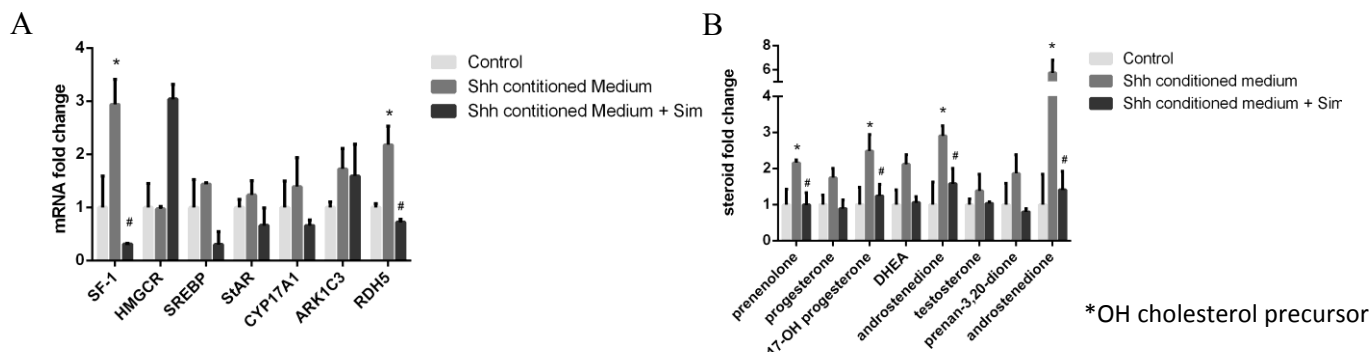 A
mRNA fold change
4
3
2
1
0
*
#
*
#
SF-1
HMGCR
SREBP
StAR
CYP17A1
ARK1C3
RDH5
Control
Shh contitioned Medium
Shh contitioned Medium + Sim
B
steroid fold change
8
6
4
3
2
1
0
*
#
*
#
*
#
*
#
prenenolone
progesterone
17-OH progesterone
DHEA
androstenedione
testosterone
prenan-3,20-dione
androstenedione
Control
Shh conditioned medium
Shh conditioned medium + Sim
*OH cholesterol precursor